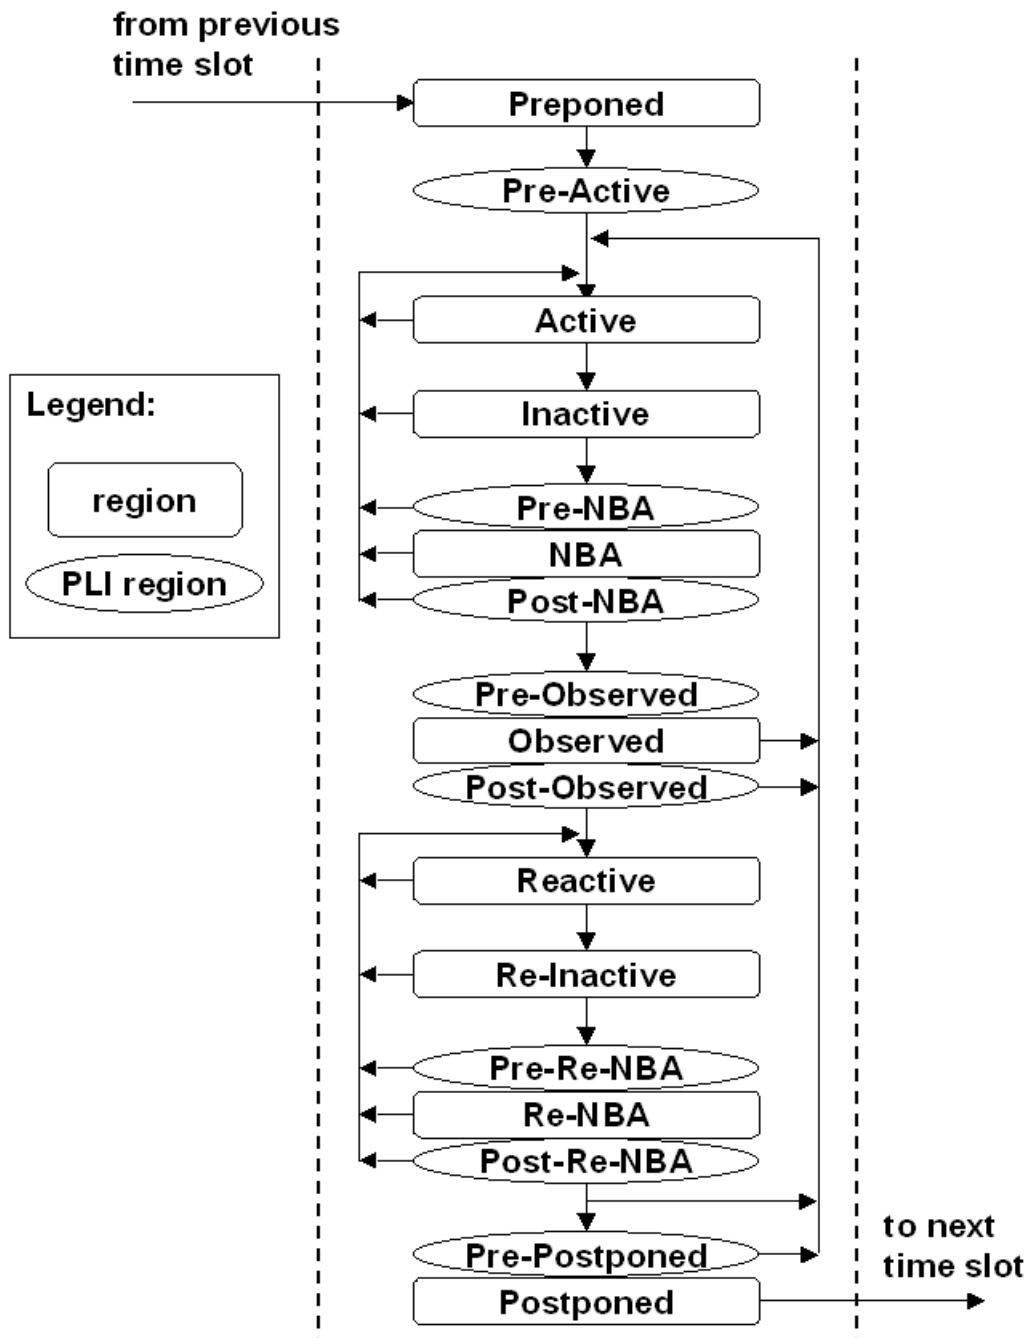 from previous
time slot
Preponed
Pre-Active
Active
Inactive
Legend:
region
PLI region
Pre-NBA
NBA
Post-NBA
Pre-Observed
Observed
Post-Observed
Reactive
Re-Inactive
Pre-Re-NBA
Re-NBA
Post-Re-NBA
Pre-Postponed
Postponed
to next
time slot